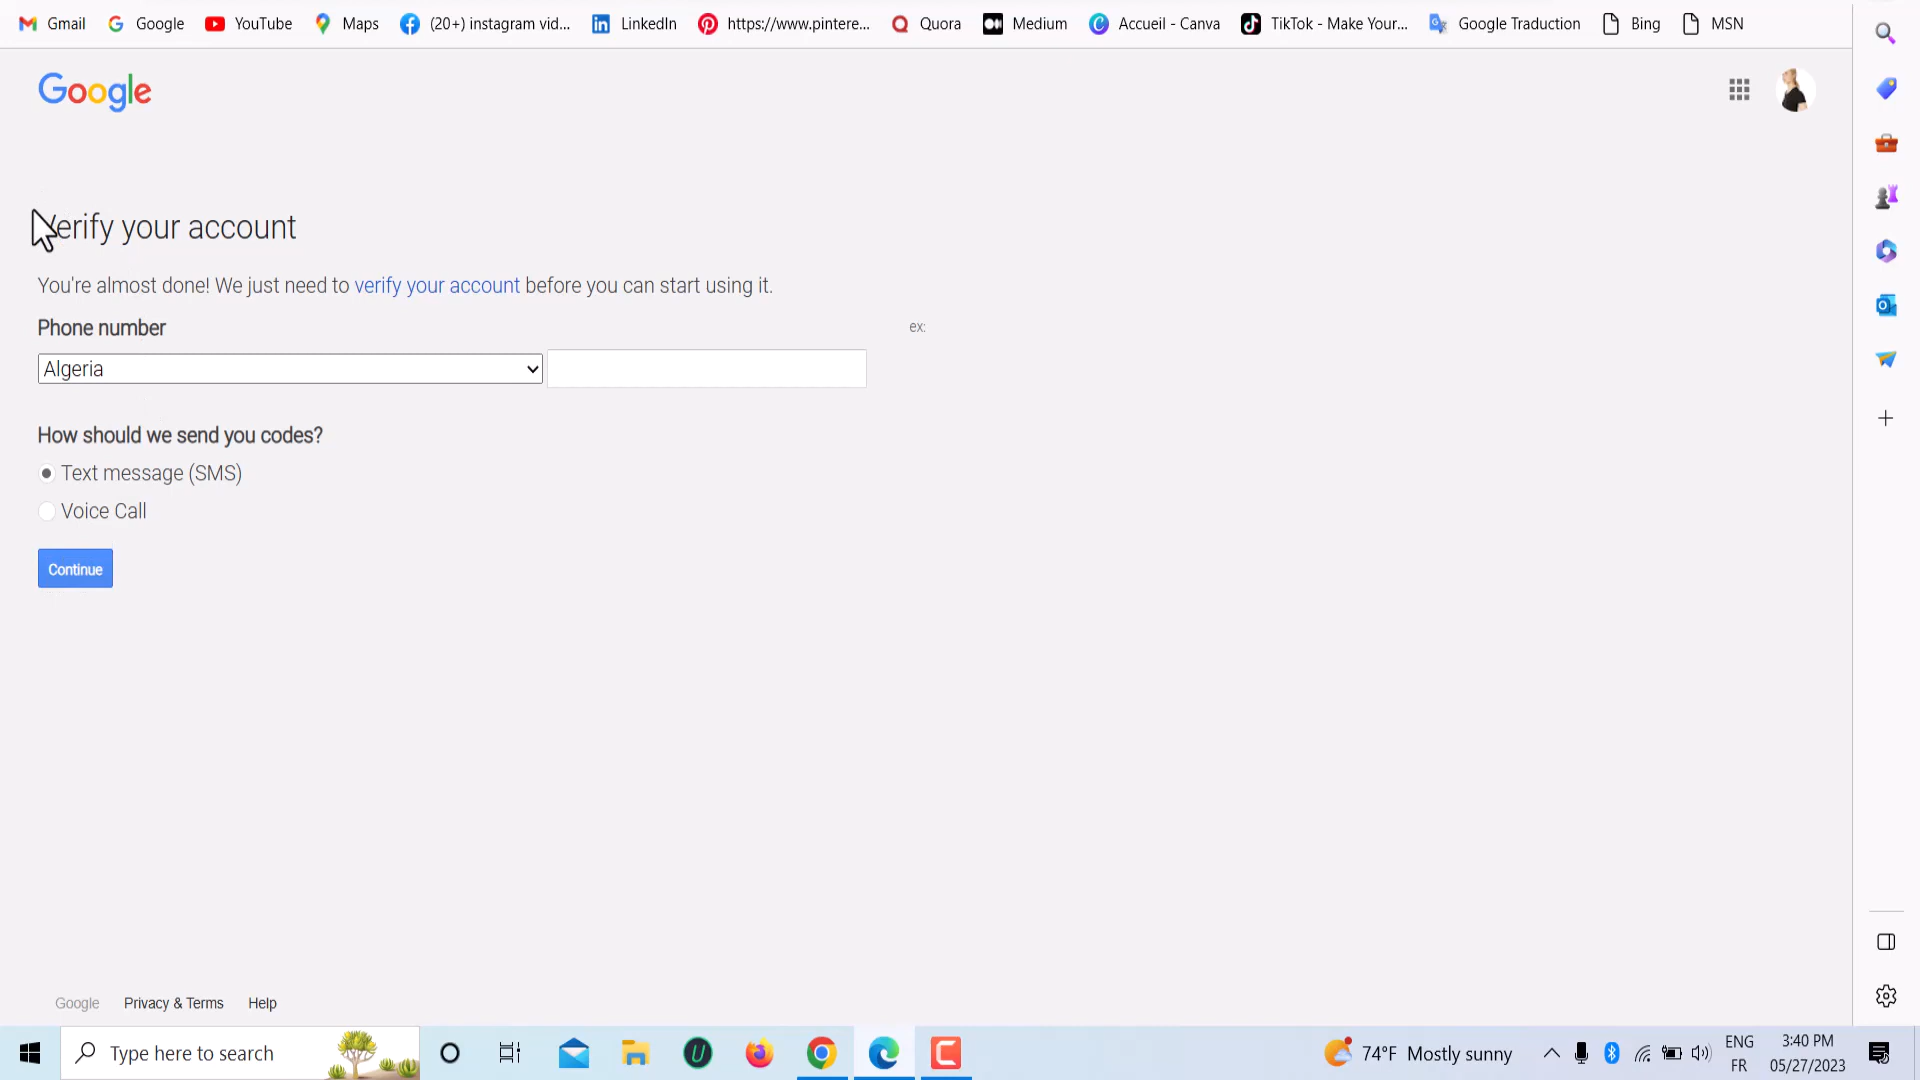 Gmail Google YouTube Maps (20+) instagram vid... LinkedIn https://www.pintere... Quora Medium Accueil - Canva TikTok - Make Your... Google Traduction Bing MSN
Google
Verify your account
You're almost done! We just need to verify your account before you can start using it.
Phone number ex:
Algeria
How should we send you codes?
Text message (SMS)
Voice Call
Continue
Google Privacy & Terms Help
Type here to search 74°F Mostly sunny ENG 3:40 PM
FR 05/27/2023